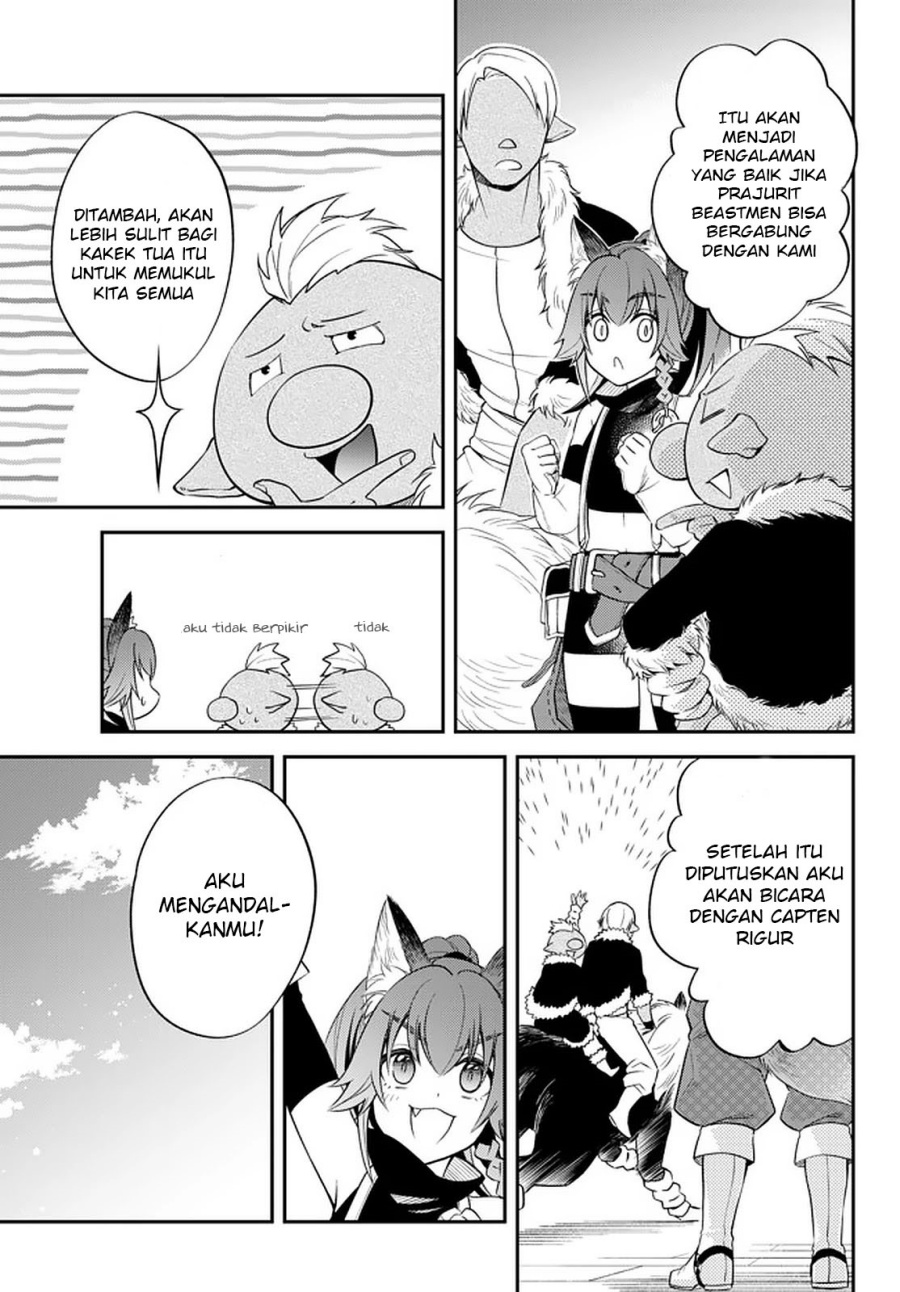 ITU AKAN
MENJADI
PENGALAMAN
YANG BAIK JIKA
PRAJURIT
BEASTMEN BISA
BERGABUNG
DENGAN KAMI
DITAMBAH, AKAN
LEBIH SULIT BAGI
KAKEK TUA ITU
UNTUK MEMUKUL
KITA SEMUA
tidak
aku tidak Berpikir
SETELAH ITU
DIPUTUSKAN AKU
AKAN BICARA
DENGAN CAPTEN
RIGUR
AKU
MENGANDAL-
KANMU!